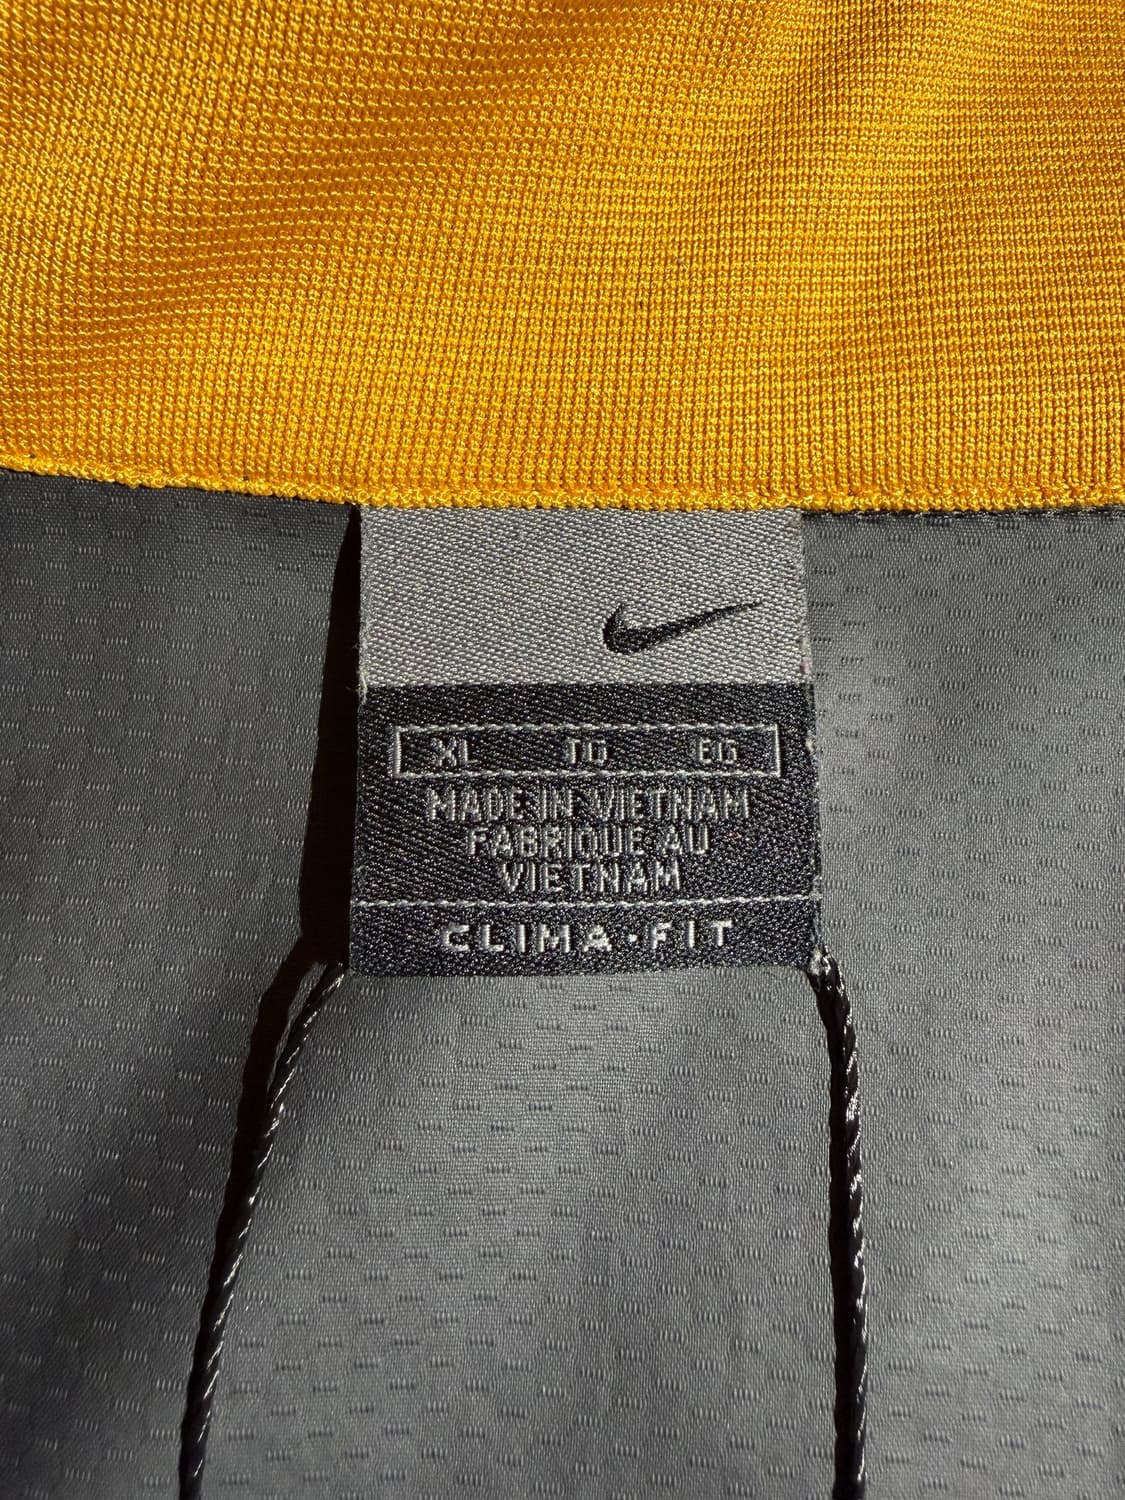 XL TG EG
MADE IN VIETNAM
FABRIQUE AU
VIETNAM
CLIMA·FIT